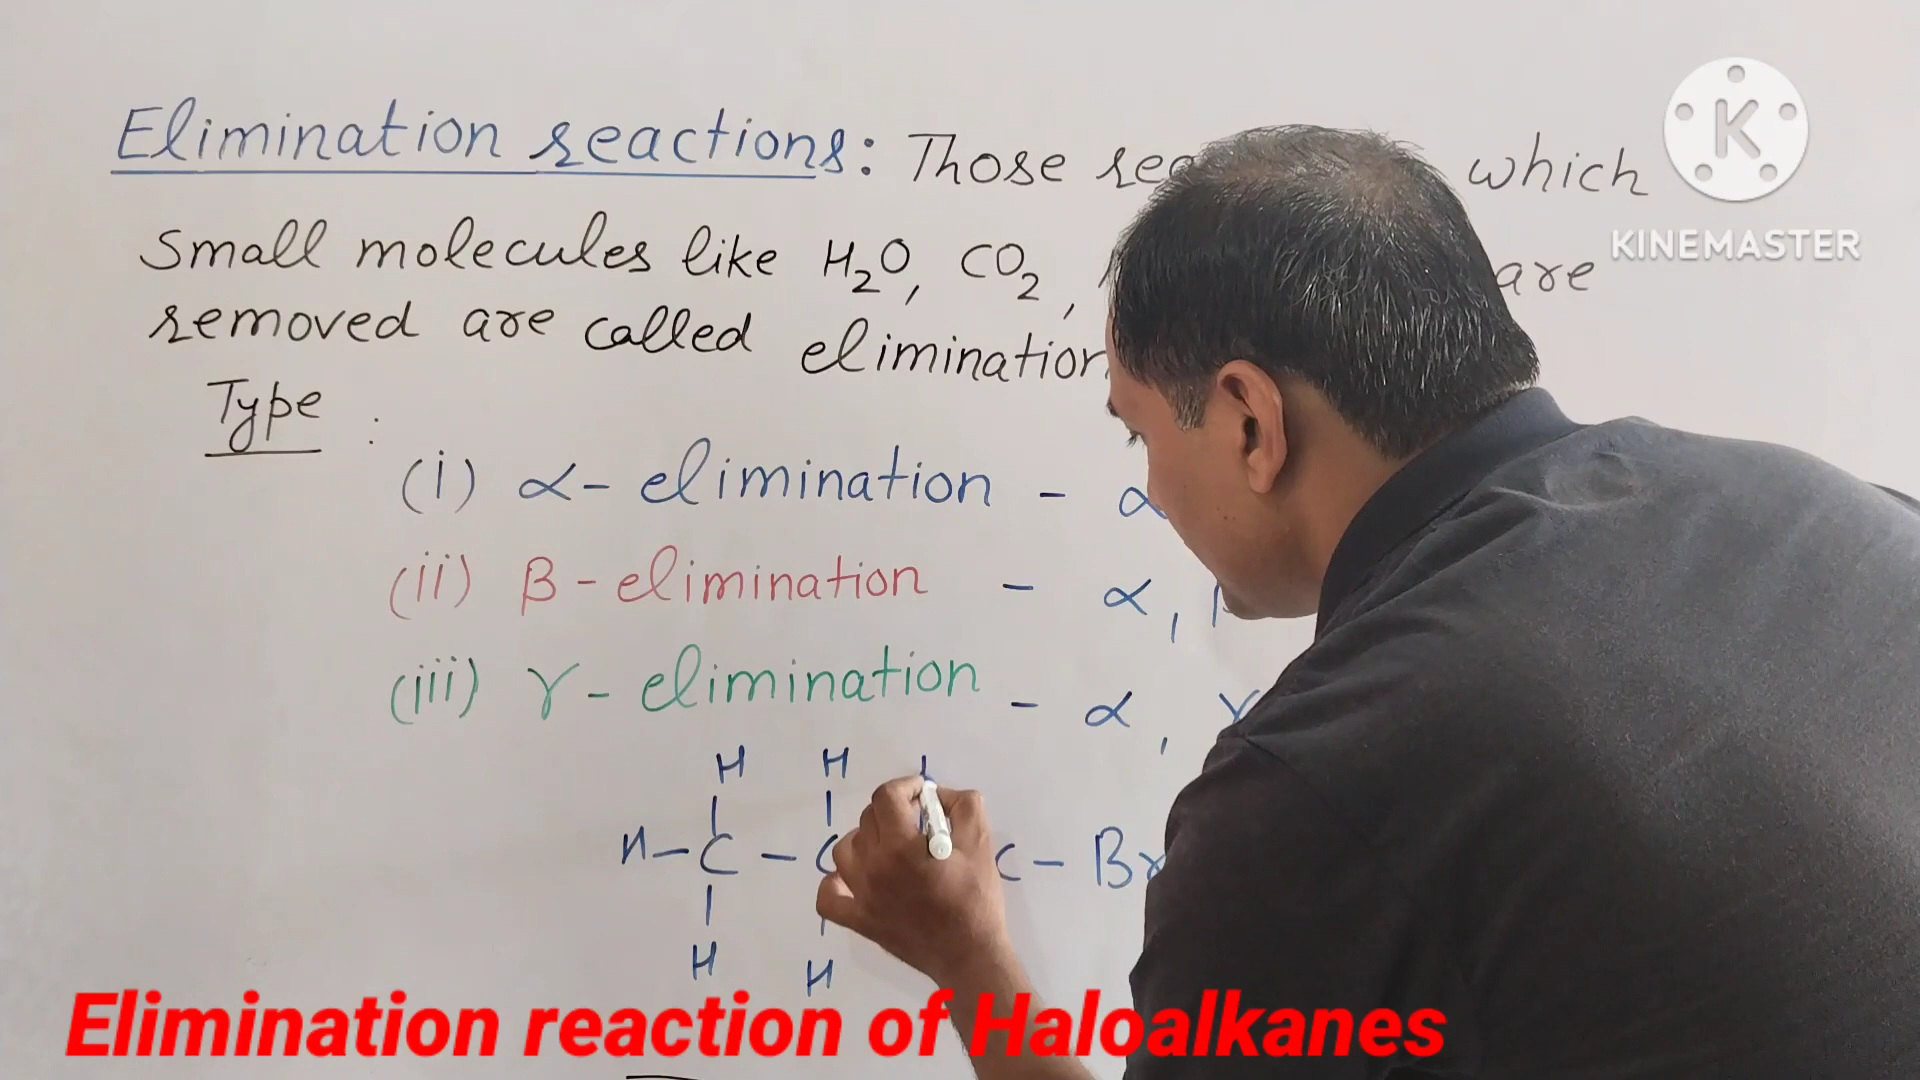 Elimination reactions: Those which
Small molecules like H₂O, CO₂, are
removed are called elimination
Type :
(i) α- elimination - α
(ii) β- elimination - α,
(iii) γ- elimination - α, γ
H H
H-C-C C-Br
H H
Elimination reaction of Haloalkanes
K
KINEMASTER